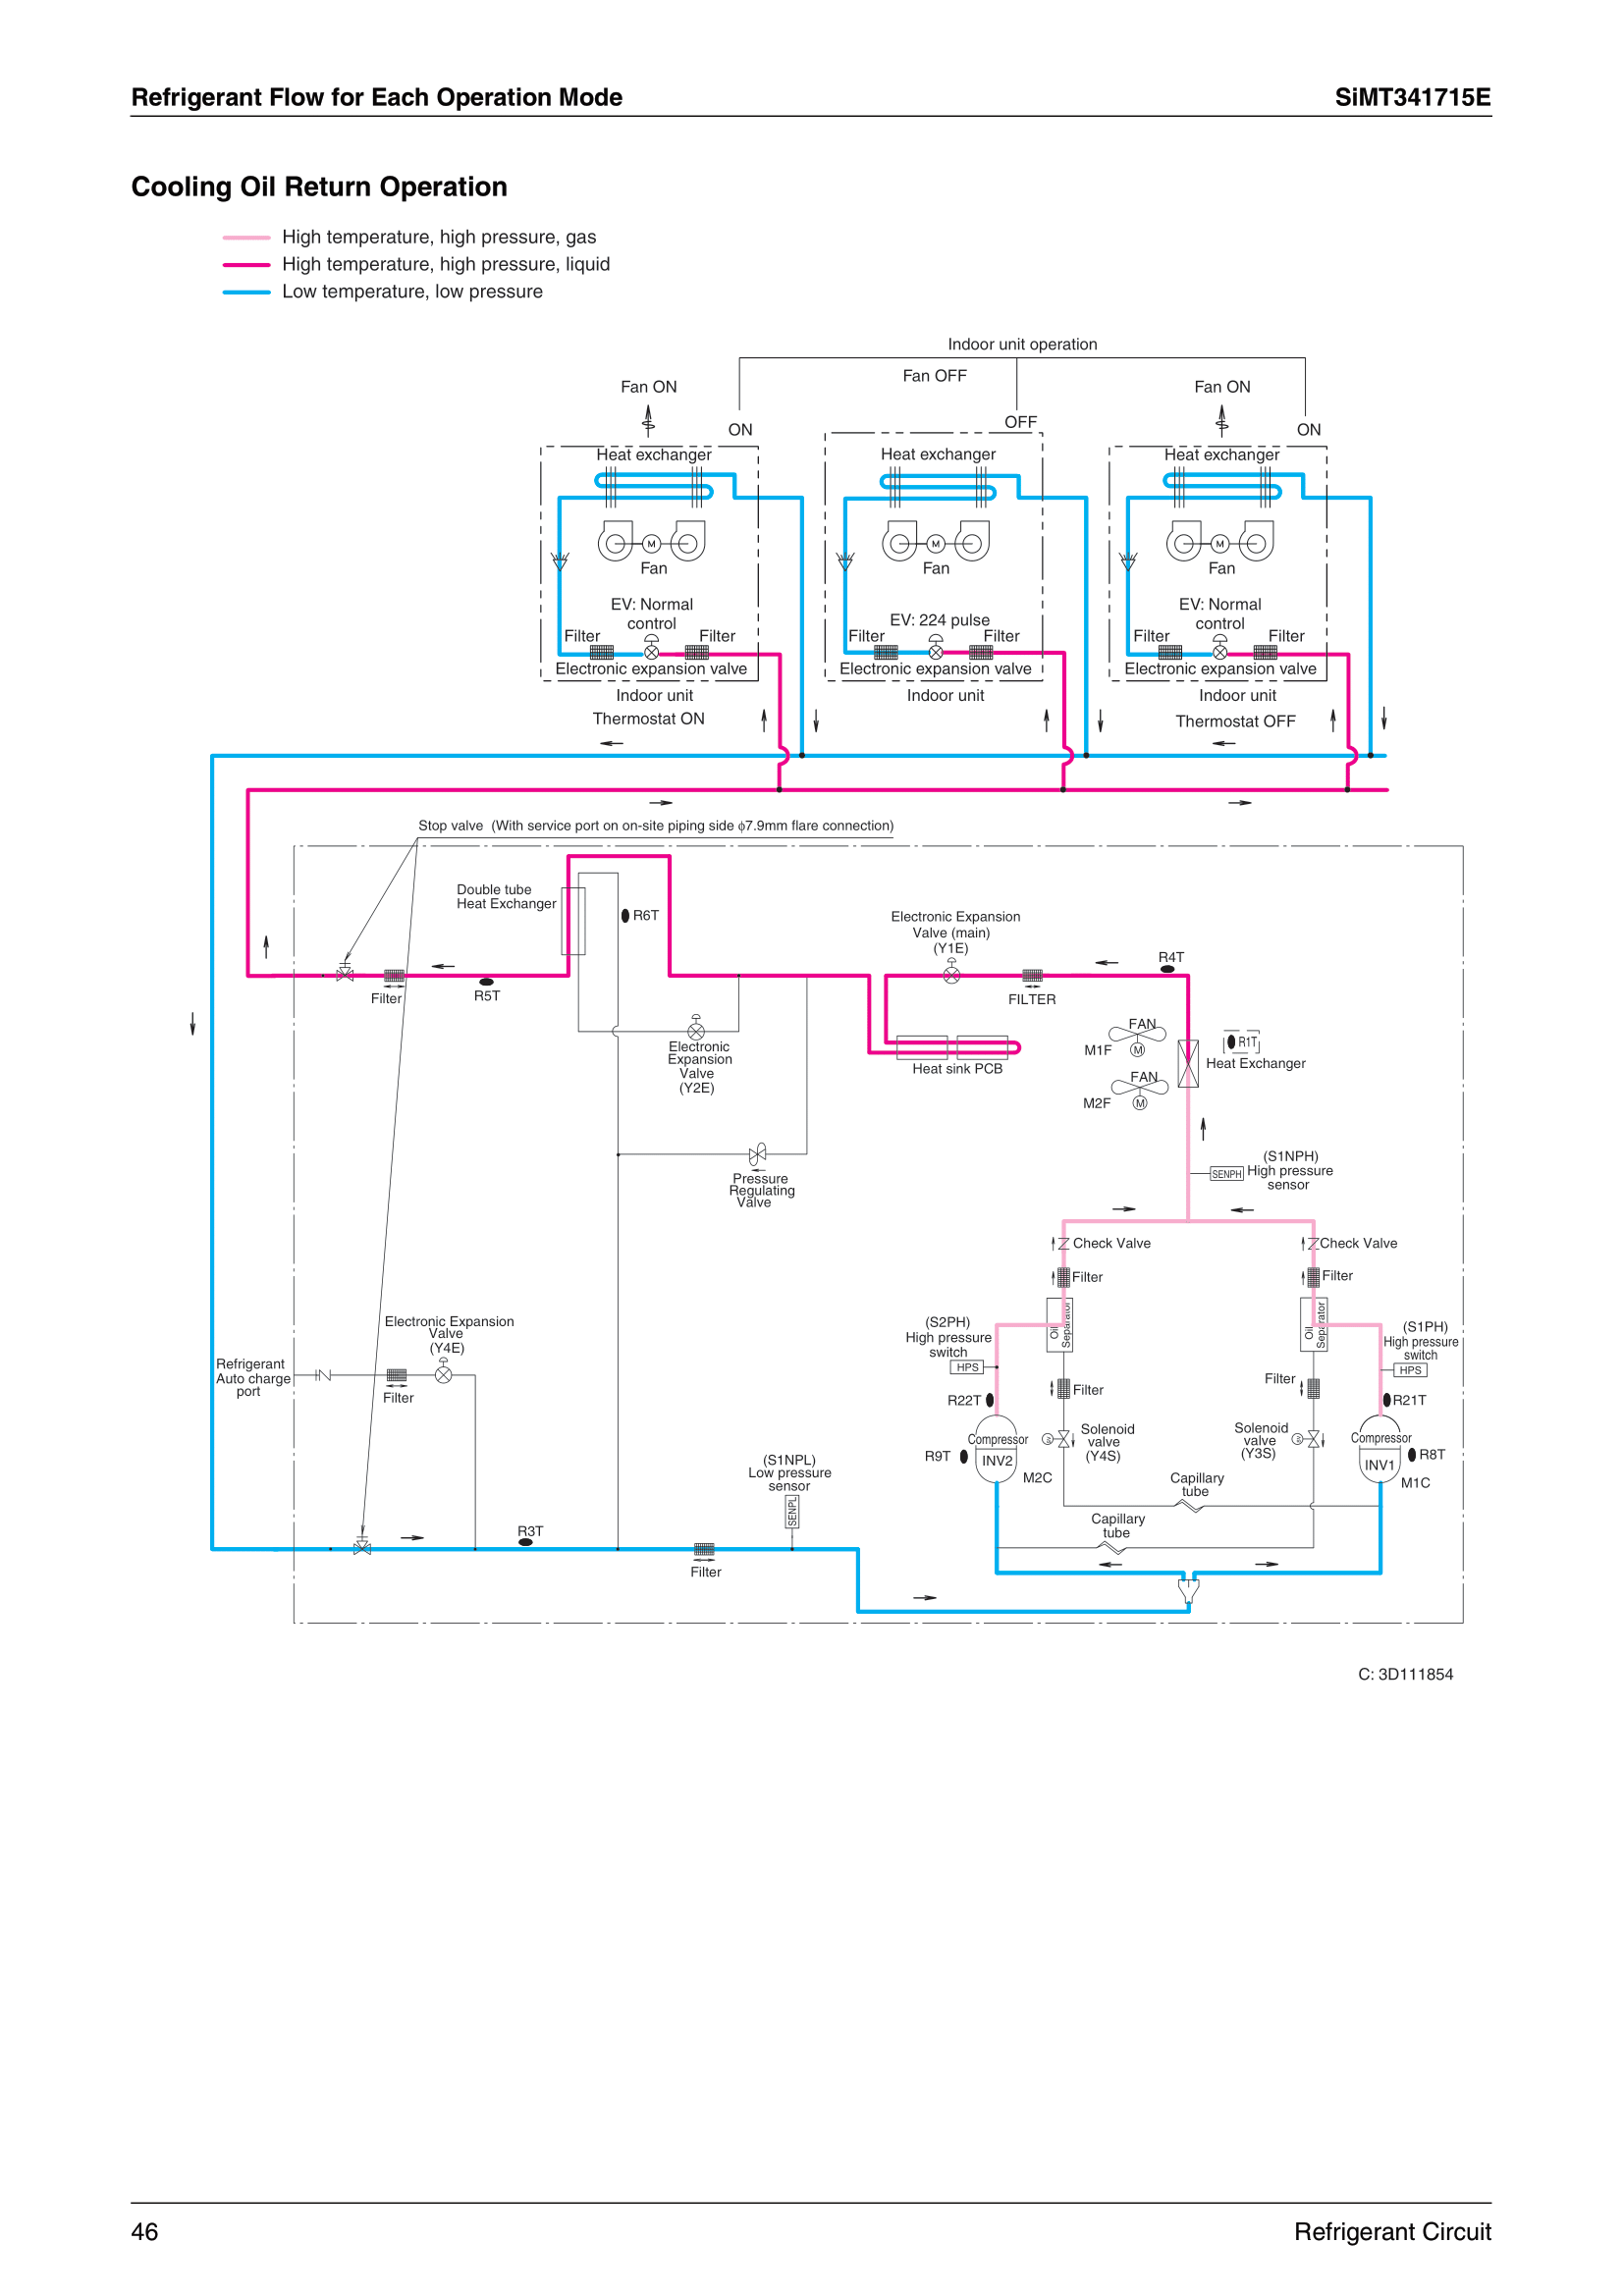 Refrigerant Flow for Each Operation Mode
SiMT341715E
Cooling Oil Return Operation
High temperature, high pressure, gas
High temperature, high pressure, liquid
Low temperature, low pressure
Indoor unit operation
Fan ON
Fan OFF
Fan ON
ON
OFF
ON
Heat exchanger
Heat exchanger
Heat exchanger
M
M
M
Fan
Fan
Fan
EV: Normal
control
EV: 224 pulse
EV: Normal
control
Filter
Filter
Filter
Filter
Filter
Filter
Electronic expansion valve
Electronic expansion valve
Electronic expansion valve
Indoor unit
Indoor unit
Indoor unit
Thermostat ON
Thermostat OFF
Stop valve (With service port on on-site piping side φ7.9mm flare connection)
Double tube
Heat Exchanger
R6T
Electronic Expansion
Valve (main)
(Y1E)
R4T
Filter
R5T
FILTER
FAN
M1F
M
R1T
Heat Exchanger
Electronic
Expansion
Valve
(Y2E)
Heat sink PCB
FAN
M2F
M
(S1NPH)
High pressure
sensor
SENPH
Pressure
Regulating
Valve
Check Valve
Check Valve
Filter
Filter
Oil
Separator
Oil
Separator
Electronic Expansion
Valve
(Y4E)
(S2PH)
High pressure
switch
HPS
(S1PH)
High pressure
switch
HPS
Refrigerant
Auto charge
port
Filter
Filter
Filter
R22T
R21T
Compressor
INV2
R9T
M2C
Solenoid
valve
(Y4S)
Solenoid
valve
(Y3S)
Compressor
INV1
R8T
M1C
(S1NPL)
Low pressure
sensor
SENPL
Capillary
tube
Capillary
tube
R3T
Filter
C: 3D111854
46
Refrigerant Circuit